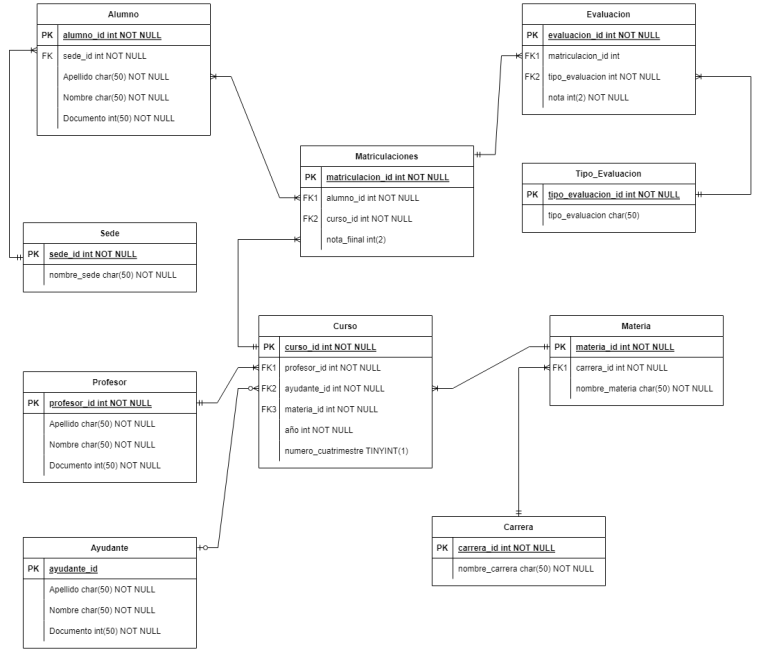 Alumno
PK alumno_id int NOT NULL
FK sede_id int NOT NULL
Apellido char(50) NOT NULL
Nombre char(50) NOT NULL
Documento int(50) NOT NULL
Evaluacion
PK evaluacion_id int NOT NULL
FK1 matriculacion_id int
FK2 tipo_evaluacion int NOT NULL
nota int(2) NOT NULL
Matriculaciones
PK matriculacion_id int NOT NULL
FK1 alumno_id int NOT NULL
FK2 curso_id int NOT NULL
nota_fiinal int(2)
Tipo_Evaluacion
PK tipo_evaluacion_id int NOT NULL
tipo_evaluacion char(50)
Sede
PK sede_id int NOT NULL
nombre_sede char(50) NOT NULL
Curso
PK curso_id int NOT NULL
FK1 profesor_id int NOT NULL
FK2 ayudante_id int NOT NULL
FK3 materia_id int NOT NULL
año int NOT NULL
numero_cuatrimestre TINYINT(1)
Materia
PK materia_id int NOT NULL
FK1 carrera_id int NOT NULL
nombre_materia char(50) NOT NULL
Profesor
PK profesor_id int NOT NULL
Apellido char(50) NOT NULL
Nombre char(50) NOT NULL
Documento int(50) NOT NULL
Carrera
PK carrera_id int NOT NULL
nombre_carrera char(50) NOT NULL
Ayudante
PK ayudante_id
Apellido char(50) NOT NULL
Nombre char(50) NOT NULL
Documento int(50) NOT NULL